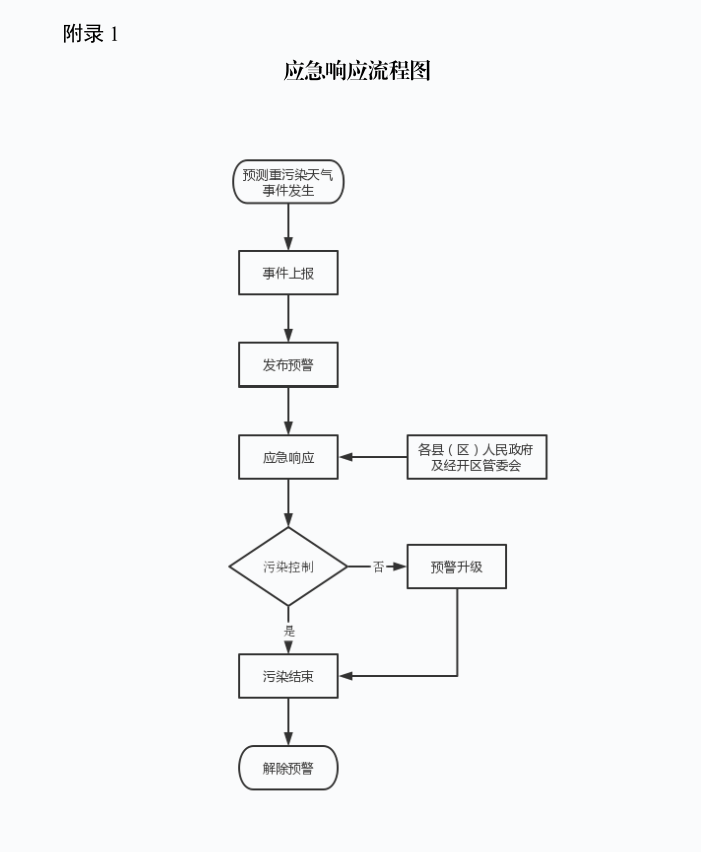 附录 1
应急响应流程图
预测重污染天气
事件发生
事件上报
发布预警
应急响应
各县（区）人民政府
及经开区管委会
污染控制
否
预警升级
是
污染结束
解除预警